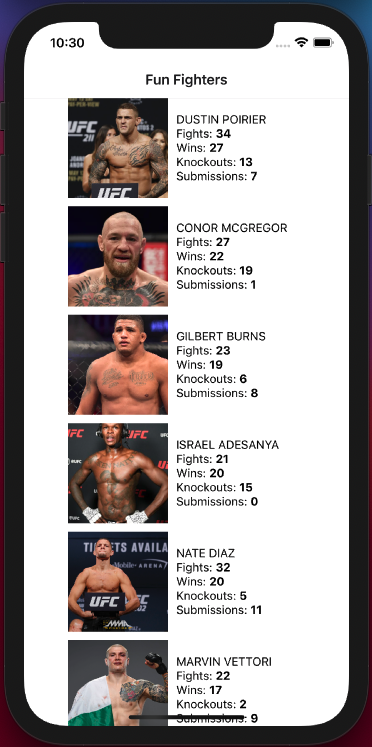 10:30
Fun Fighters
UFC
211
UFC
DUSTIN POIRIER
Fights: 34
Wins: 27
Knockouts: 13
Submissions: 7
CONOR MCGREGOR
Fights: 27
Wins: 22
Knockouts: 19
Submissions: 1
GILBERT BURNS
Fights: 23
Wins: 19
Knockouts: 6
Submissions: 8
UFC
UFC
ISRAEL ADESANYA
Fights: 21
Wins: 20
Knockouts: 15
Submissions: 0
TICKETS AVAILA
Mobile ARENA
UFC
202
NATE DIAZ
Fights: 32
Wins: 20
Knockouts: 5
Submissions: 11
MARVIN VETTORI
Fights: 22
Wins: 17
Knockouts: 2
Submissions: 9